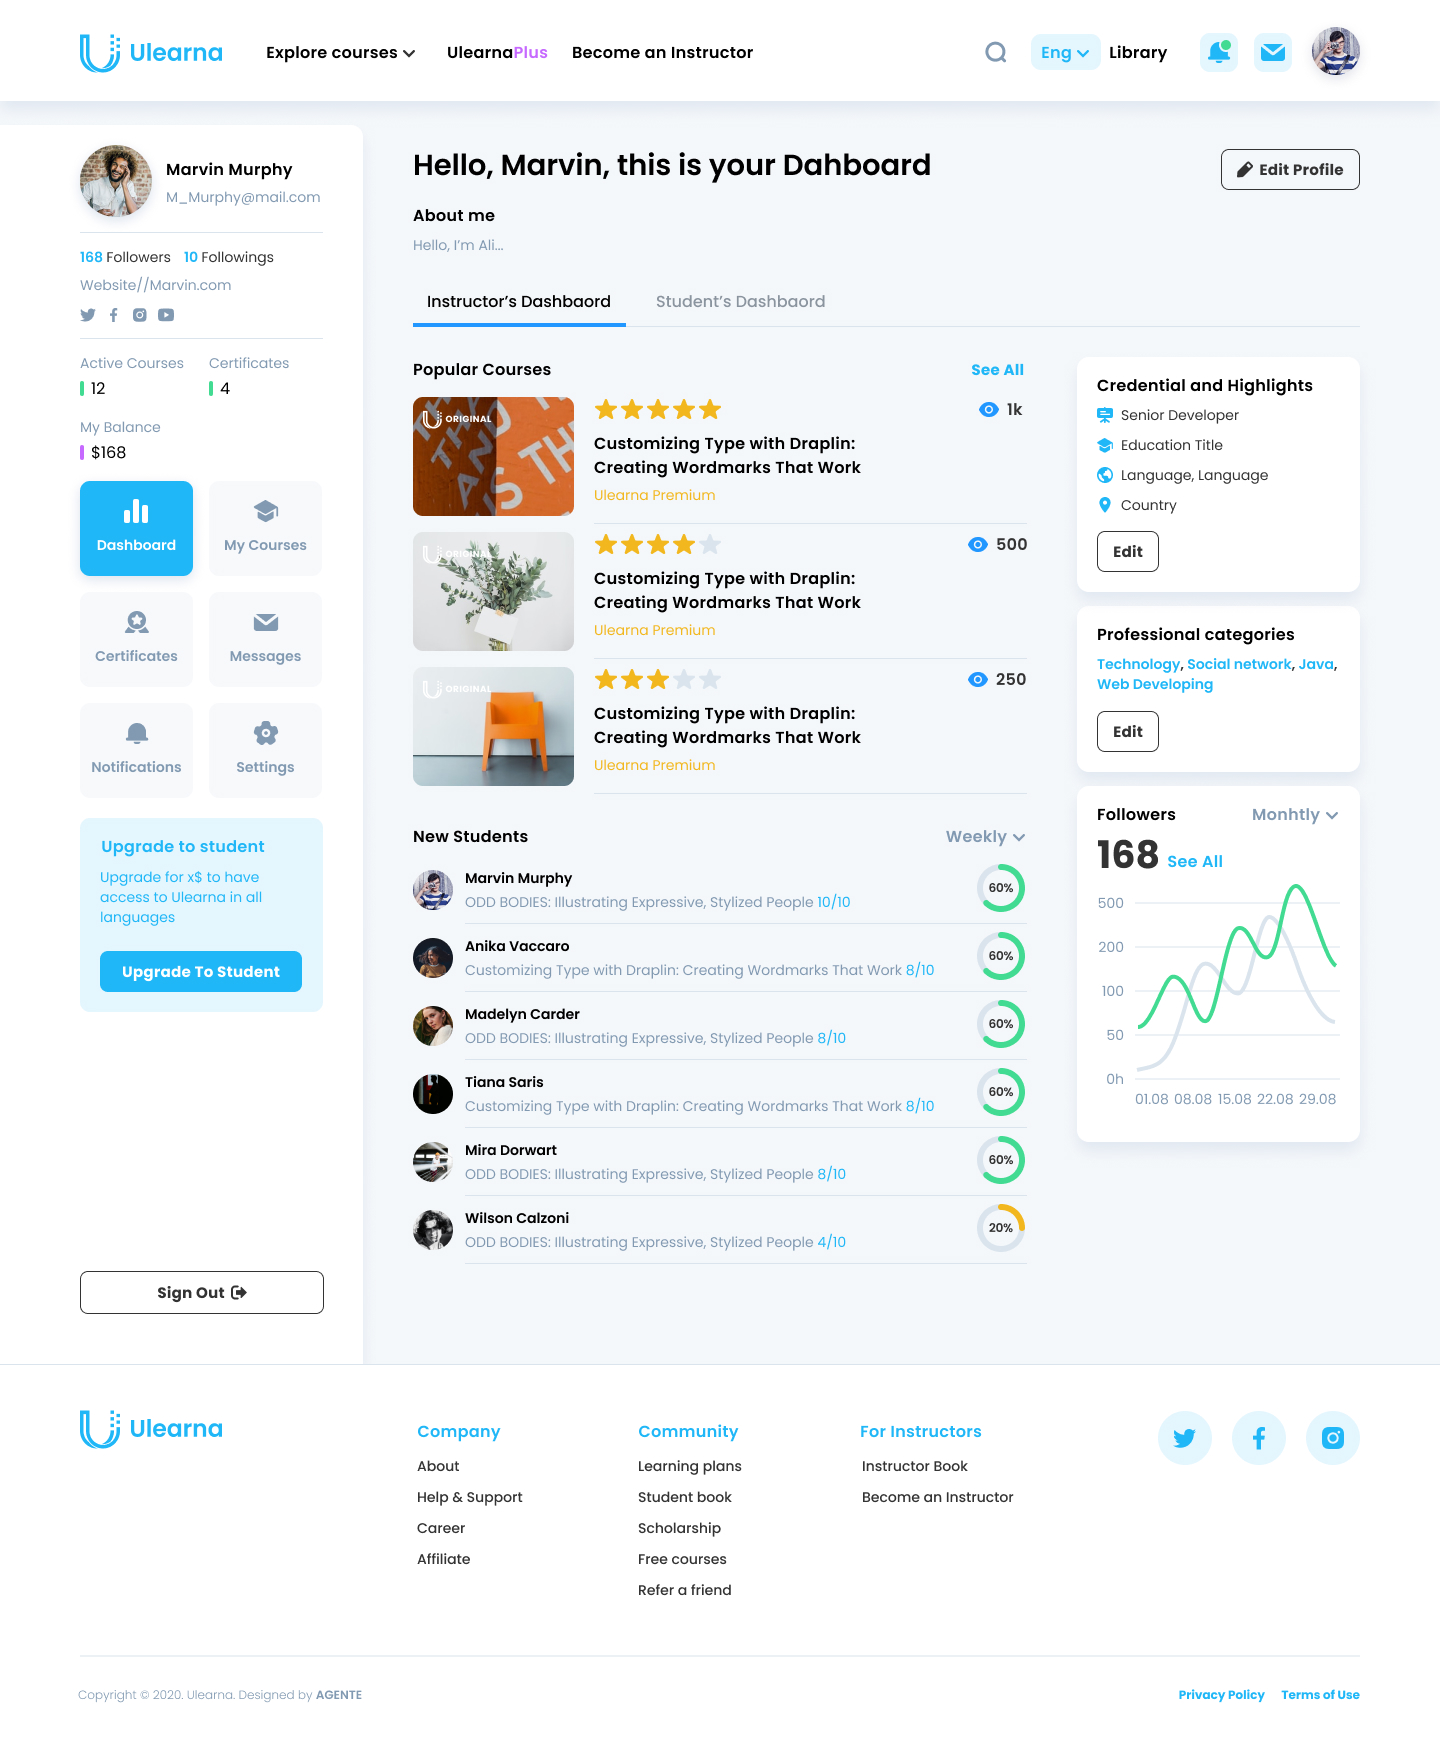 Ulearna
Explore courses
UlearnaPlus
Become an Instructor
Eng
Library
Marvin Murphy
M_Murphy@mail.com
168 Followers 10 Followings
Website//Marvin.com
Active Courses
12
Certificates
4
My Balance
$168
Dashboard
My Courses
Certificates
Messages
Notifications
Settings
Upgrade to student
Upgrade for x$ to have
access to Ulearna in all
languages
Upgrade To Student
Sign Out
Hello, Marvin, this is your Dahboard
Edit Profile
About me
Hello, I'm Ali...
Instructor's Dashbaord
Student's Dashbaord
Popular Courses
See All
ORIGINAL
1k
Customizing Type with Draplin:
Creating Wordmarks That Work
Ulearna Premium
ORIGINAL
500
Customizing Type with Draplin:
Creating Wordmarks That Work
Ulearna Premium
ORIGINAL
250
Customizing Type with Draplin:
Creating Wordmarks That Work
Ulearna Premium
New Students
Weekly
Marvin Murphy
ODD BODIES: Illustrating Expressive, Stylized People 10/10
60%
Anika Vaccaro
Customizing Type with Draplin: Creating Wordmarks That Work 8/10
60%
Madelyn Carder
ODD BODIES: Illustrating Expressive, Stylized People 8/10
60%
Tiana Saris
Customizing Type with Draplin: Creating Wordmarks That Work 8/10
60%
Mira Dorwart
ODD BODIES: Illustrating Expressive, Stylized People 8/10
60%
Wilson Calzoni
ODD BODIES: Illustrating Expressive, Stylized People 4/10
20%
Credential and Highlights
Senior Developer
Education Title
Language, Language
Country
Edit
Professional categories
Technology, Social network, Java,
Web Developing
Edit
Followers
Monhtly
168 See All
500
200
100
50
0h
01.08 08.08 15.08 22.08 29.08
Ulearna
Company
About
Help & Support
Career
Affiliate
Community
Learning plans
Student book
Scholarship
Free courses
Refer a friend
For Instructors
Instructor Book
Become an Instructor
Copyright © 2020. Ulearna. Designed by AGENTE
Privacy Policy
Terms of Use